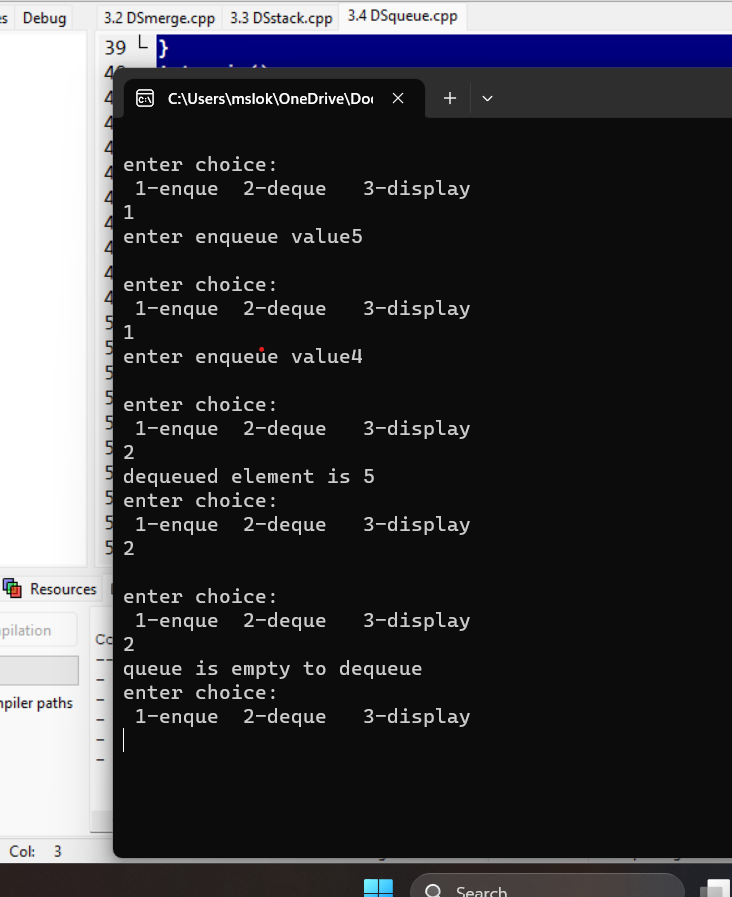 es Debug 3.2 DSmerge.cpp 3.3 DSstack.cpp 3.4 DSqueue.cpp
39 }
C:\Users\mslok\OneDrive\Doc
enter choice:
1-enque 2-deque 3-display
1
enter enqueue value5
enter choice:
1-enque 2-deque 3-display
1
enter enqueue value4
enter choice:
1-enque 2-deque 3-display
2
dequeued element is 5
enter choice:
1-enque 2-deque 3-display
2
enter choice:
1-enque 2-deque 3-display
2
queue is empty to dequeue
enter choice:
1-enque 2-deque 3-display
Resources
mpilation
mpiler paths
Col: 3
Search